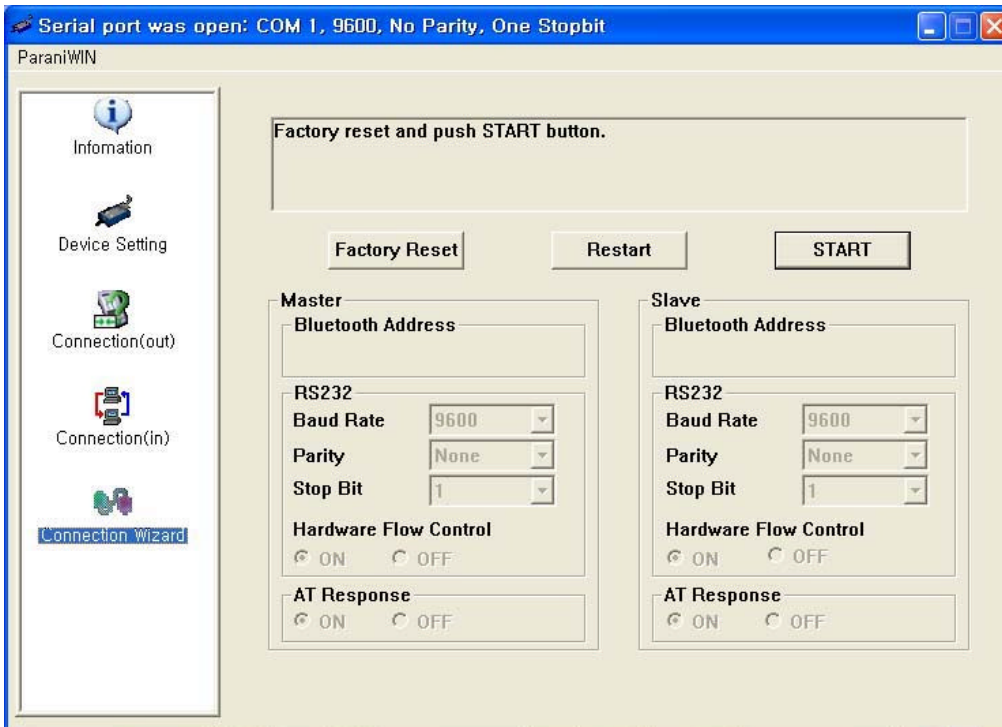 Serial port was open: COM 1, 9600, No Parity, One Stopbit
ParaniWIN
Infomation
Device Setting
Connection(out)
Connection(in)
Connection Wizard
Factory reset and push START button.
Factory Reset
Restart
START
Master
Bluetooth Address
RS232
Baud Rate
9600
Parity
None
Stop Bit
1
Hardware Flow Control
ON
OFF
AT Response
ON
OFF
Slave
Bluetooth Address
RS232
Baud Rate
9600
Parity
None
Stop Bit
1
Hardware Flow Control
ON
OFF
AT Response
ON
OFF